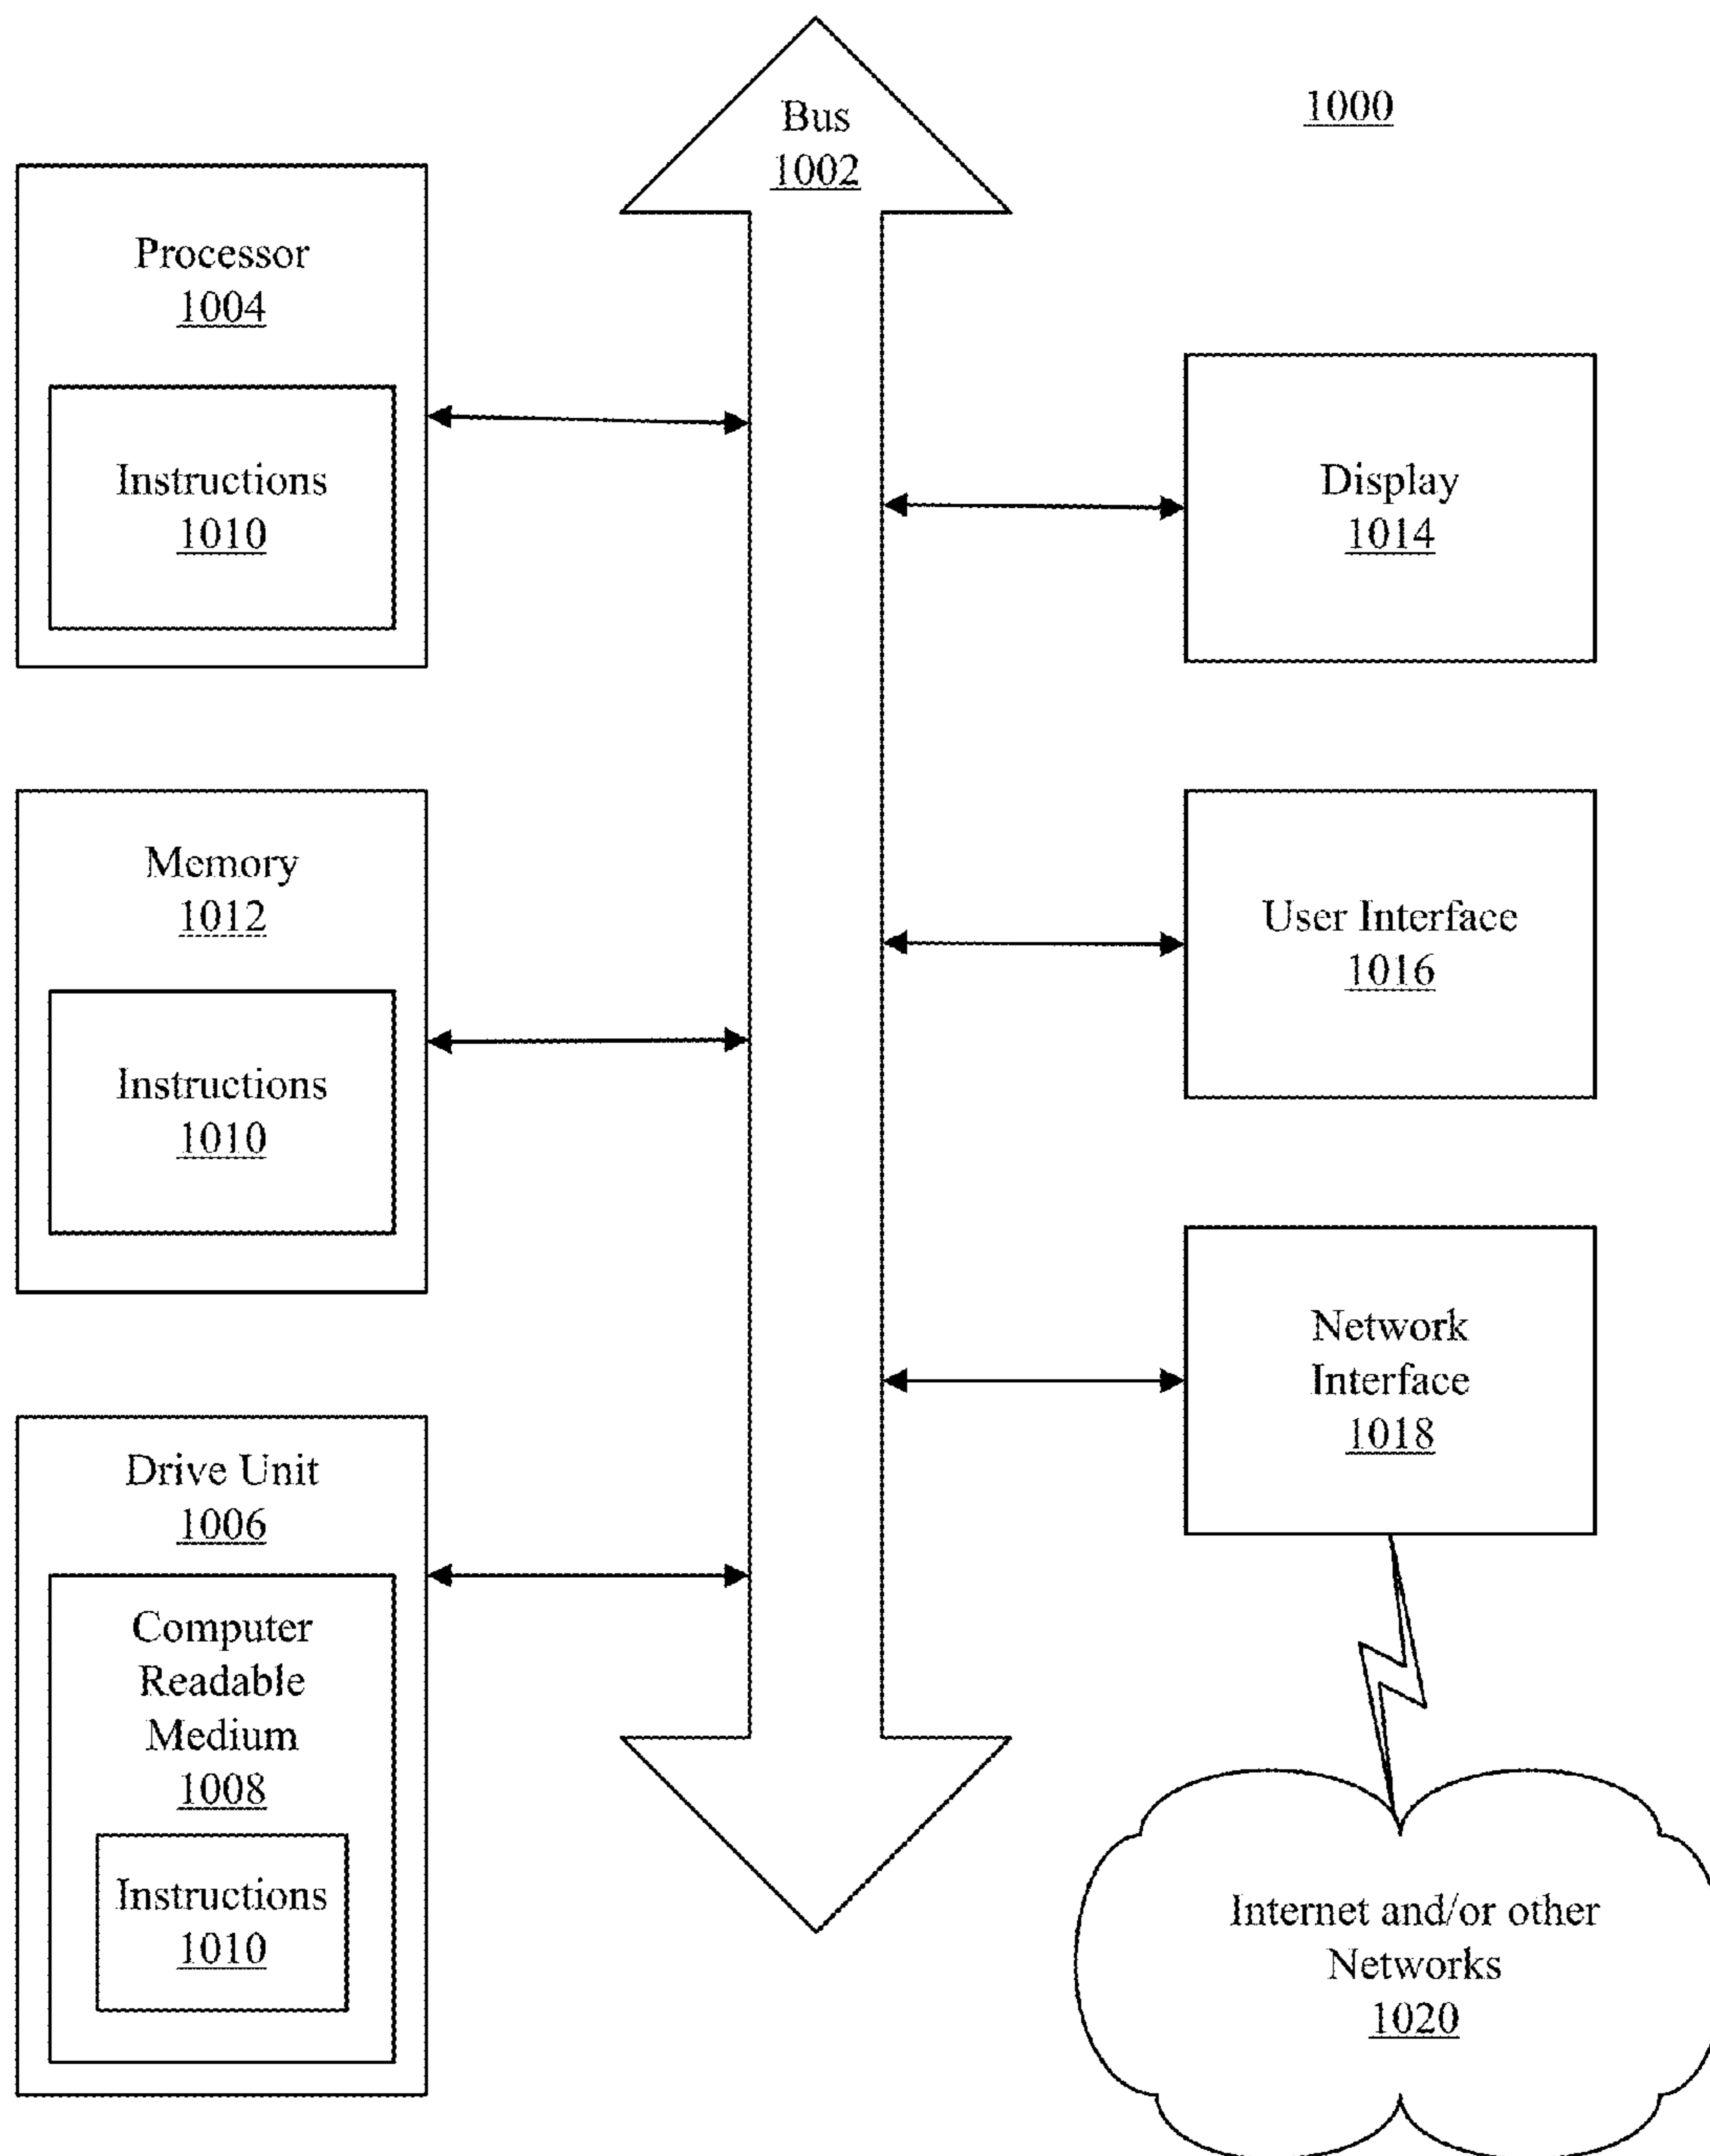 Bus
1002
1000
Processor
1004
Instructions
1010
Display
1014
Memory
1012
Instructions
1010
User Interface
1016
Network
Interface
1018
Drive Unit
1006
Computer
Readable
Medium
1008
Instructions
1010
Internet and/or other
Networks
1020